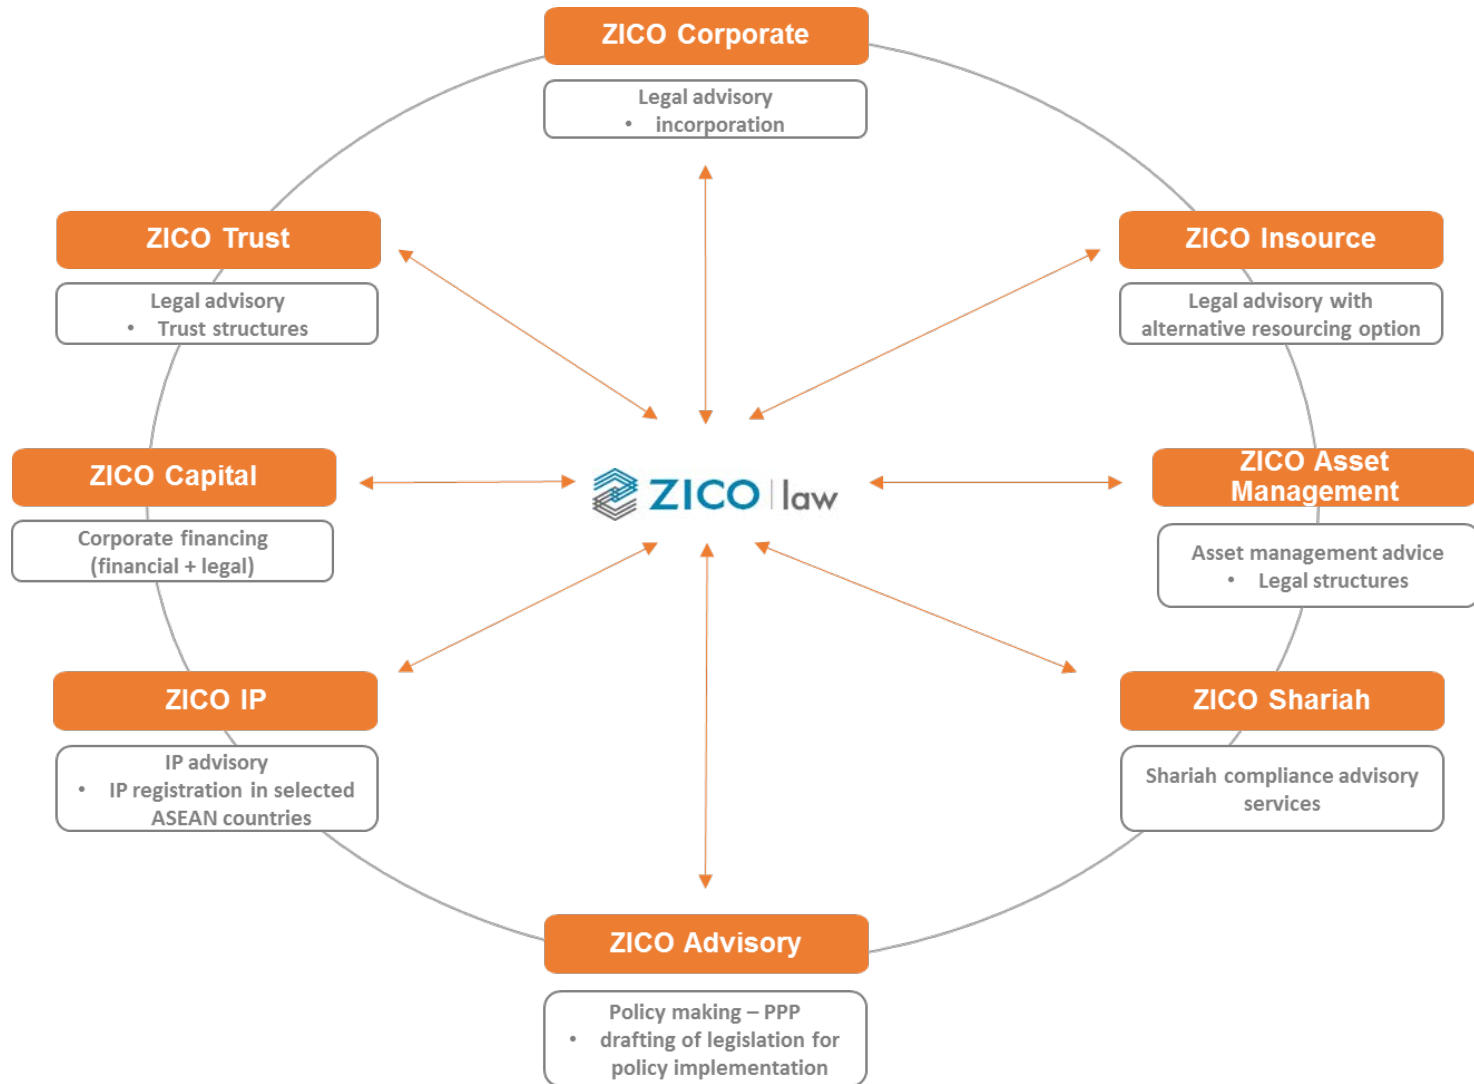 ZICO Corporate
Legal advisory
• incorporation
ZICO Trust
Legal advisory
• Trust structures
ZICO Insource
Legal advisory with
alternative resourcing option
ZICO Capital
Corporate financing
(financial + legal)
ZICO law
ZICO Asset
Management
Asset management advice
• Legal structures
ZICO IP
IP advisory
• IP registration in selected
ASEAN countries
ZICO Shariah
Shariah compliance advisory
services
ZICO Advisory
Policy making – PPP
• drafting of legislation for
policy implementation